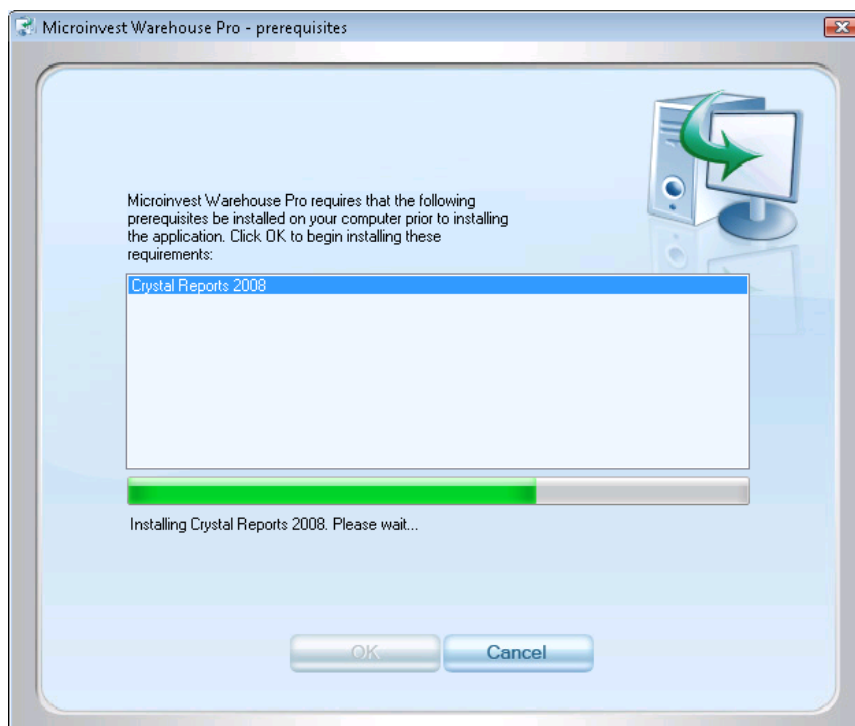 Microinvest Warehouse Pro - prerequisites
Microinvest Warehouse Pro requires that the following
prerequisites be installed on your computer prior to installing
the application. Click OK to begin installing these
requirements:
Crystal Reports 2008
Installing Crystal Reports 2008. Please wait...
OK
Cancel